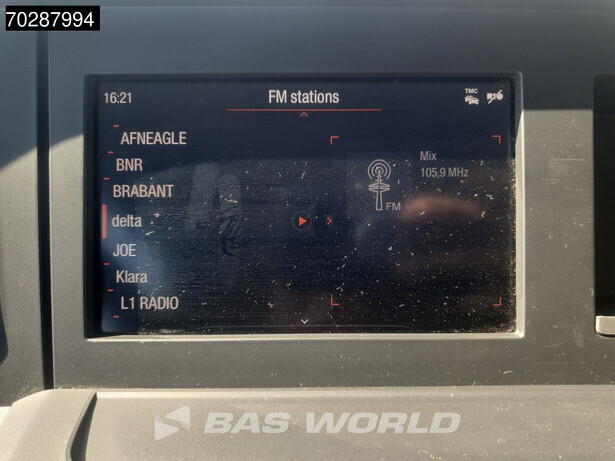 70287994
16:21
FM stations
TMC
AFNEAGLE
BNR
BRABANT
delta
JOE
Klara
L1 RADIO
Mix
105,9 MHz
FM
BAS WORLD